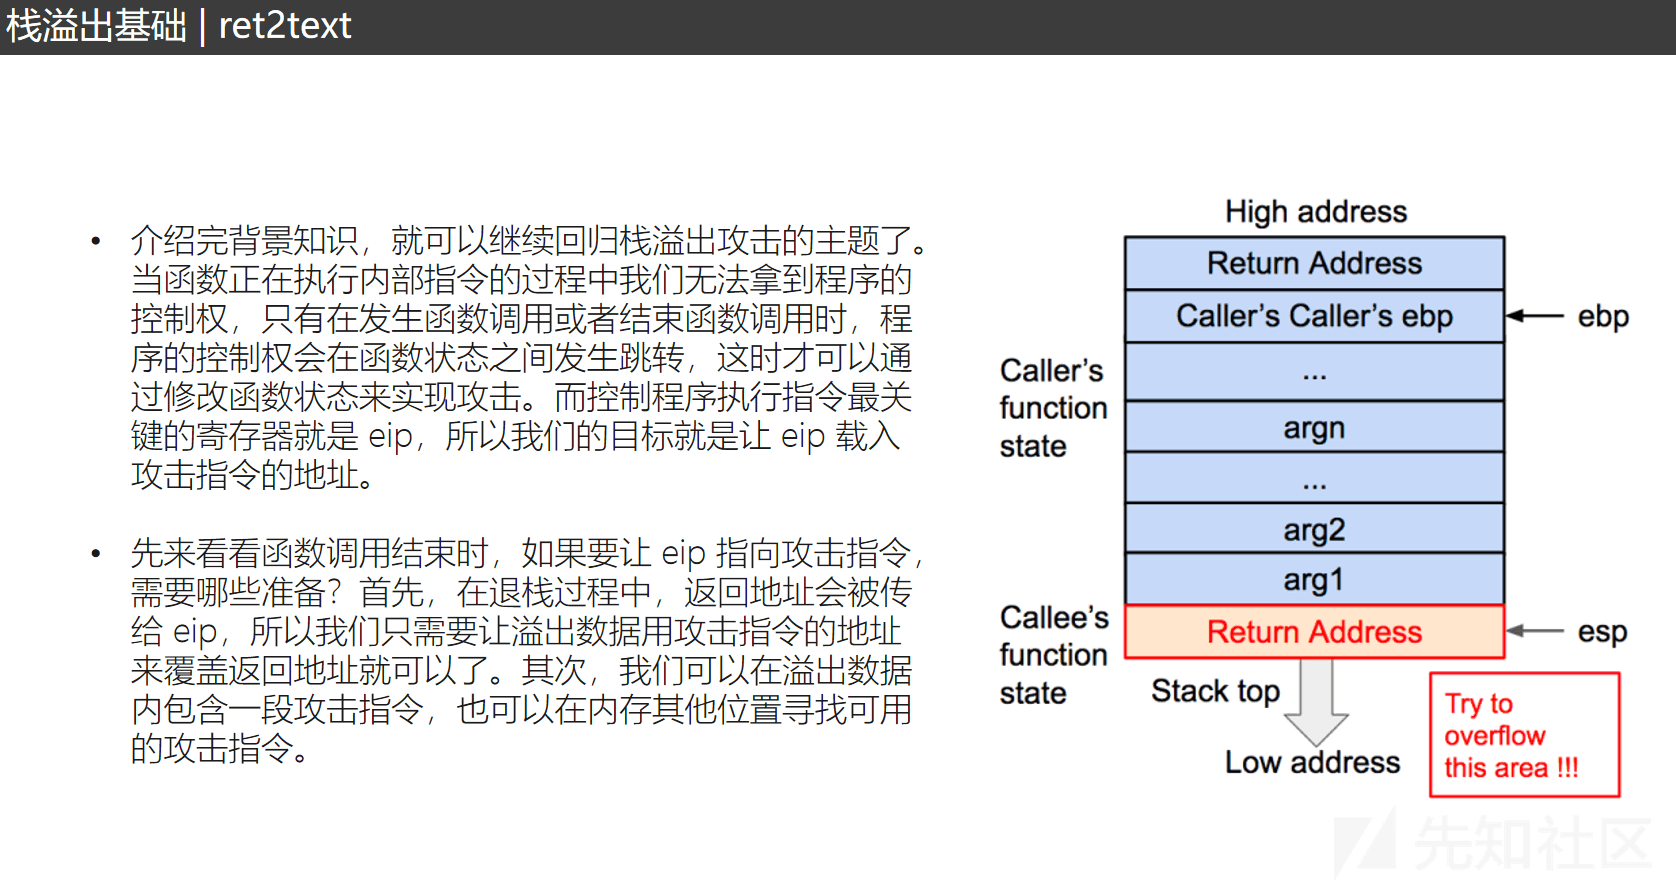 栈溢出基础 | ret2text
• 介绍完背景知识，就可以继续回归栈溢出攻击的主题了。
当函数正在执行内部指令的过程中我们无法拿到程序的
控制权，只有在发生函数调用或者结束函数调用时，程
序的控制权会在函数状态之间发生跳转，这时才可以通
过修改函数状态来实现攻击。而控制程序执行指令最关
键的寄存器就是 eip，所以我们的目标就是让 eip 载入
攻击指令的地址。
• 先来看看函数调用结束时，如果要让 eip 指向攻击指令，
需要哪些准备？首先，在退栈过程中，返回地址会被传
给 eip，所以我们只需要让溢出数据用攻击指令的地址
来覆盖返回地址就可以了。其次，我们可以在溢出数据
内包含一段攻击指令，也可以在内存其他位置寻找可用
的攻击指令。
High address
Return Address
Caller’s Caller’s ebp
ebp
Caller’s
function
state
...
argn
...
arg2
arg1
Callee’s
function
state
Return Address
esp
Stack top
Low address
Try to
overflow
this area !!!
先知社区